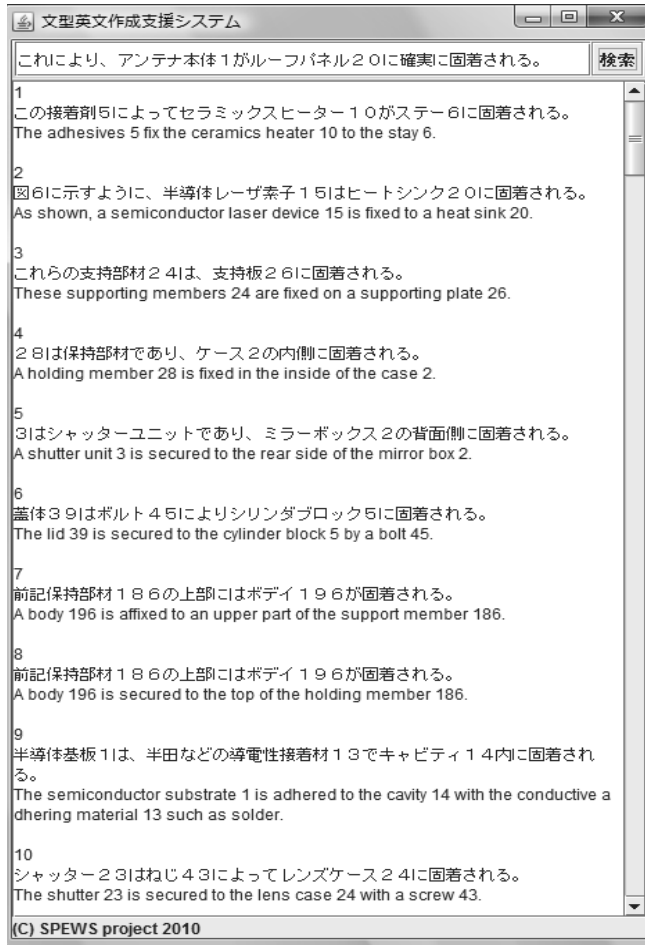 文型英文作成支援システム
これにより、アンテナ本体1がルーフパネル２０に確実に固着される。
検索
1
この接着剤5によってセラミックスヒーター１０がステー6に固着される。
The adhesives 5 fix the ceramics heater 10 to the stay 6.
2
図6に示すように、半導体レーザ素子１5はヒートシンク２０に固着される。
As shown, a semiconductor laser device 15 is fixed to a heat sink 20.
3
これらの支持部材２４は、支持板２６に固着される。
These supporting members 24 are fixed on a supporting plate 26.
4
２８は保持部材であり、ケース２の内側に固着される。
A holding member 28 is fixed in the inside of the case 2.
5
3はシャッターユニットであり、ミラーボックス２の背面側に固着される。
A shutter unit 3 is secured to the rear side of the mirror box 2.
6
蓋体３９はボルト４5によりシリンダブロック5に固着される。
The lid 39 is secured to the cylinder block 5 by a bolt 45.
7
前記保持部材１８６の上部にはボデイ１９６が固着される。
A body 196 is affixed to an upper part of the support member 186.
8
前記保持部材１８６の上部にはボデイ１９６が固着される。
A body 196 is secured to the top of the holding member 186.
9
半導体基板1は、半田などの導電性接着材１３でキャビティ１４内に固着され
る。
The semiconductor substrate 1 is adhered to the cavity 14 with the conductive a
dhering material 13 such as solder.
10
シャッター２3はねじ４3によってレンズケース２４に固着される。
The shutter 23 is secured to the lens case 24 with a screw 43.
(C) SPEWS project 2010